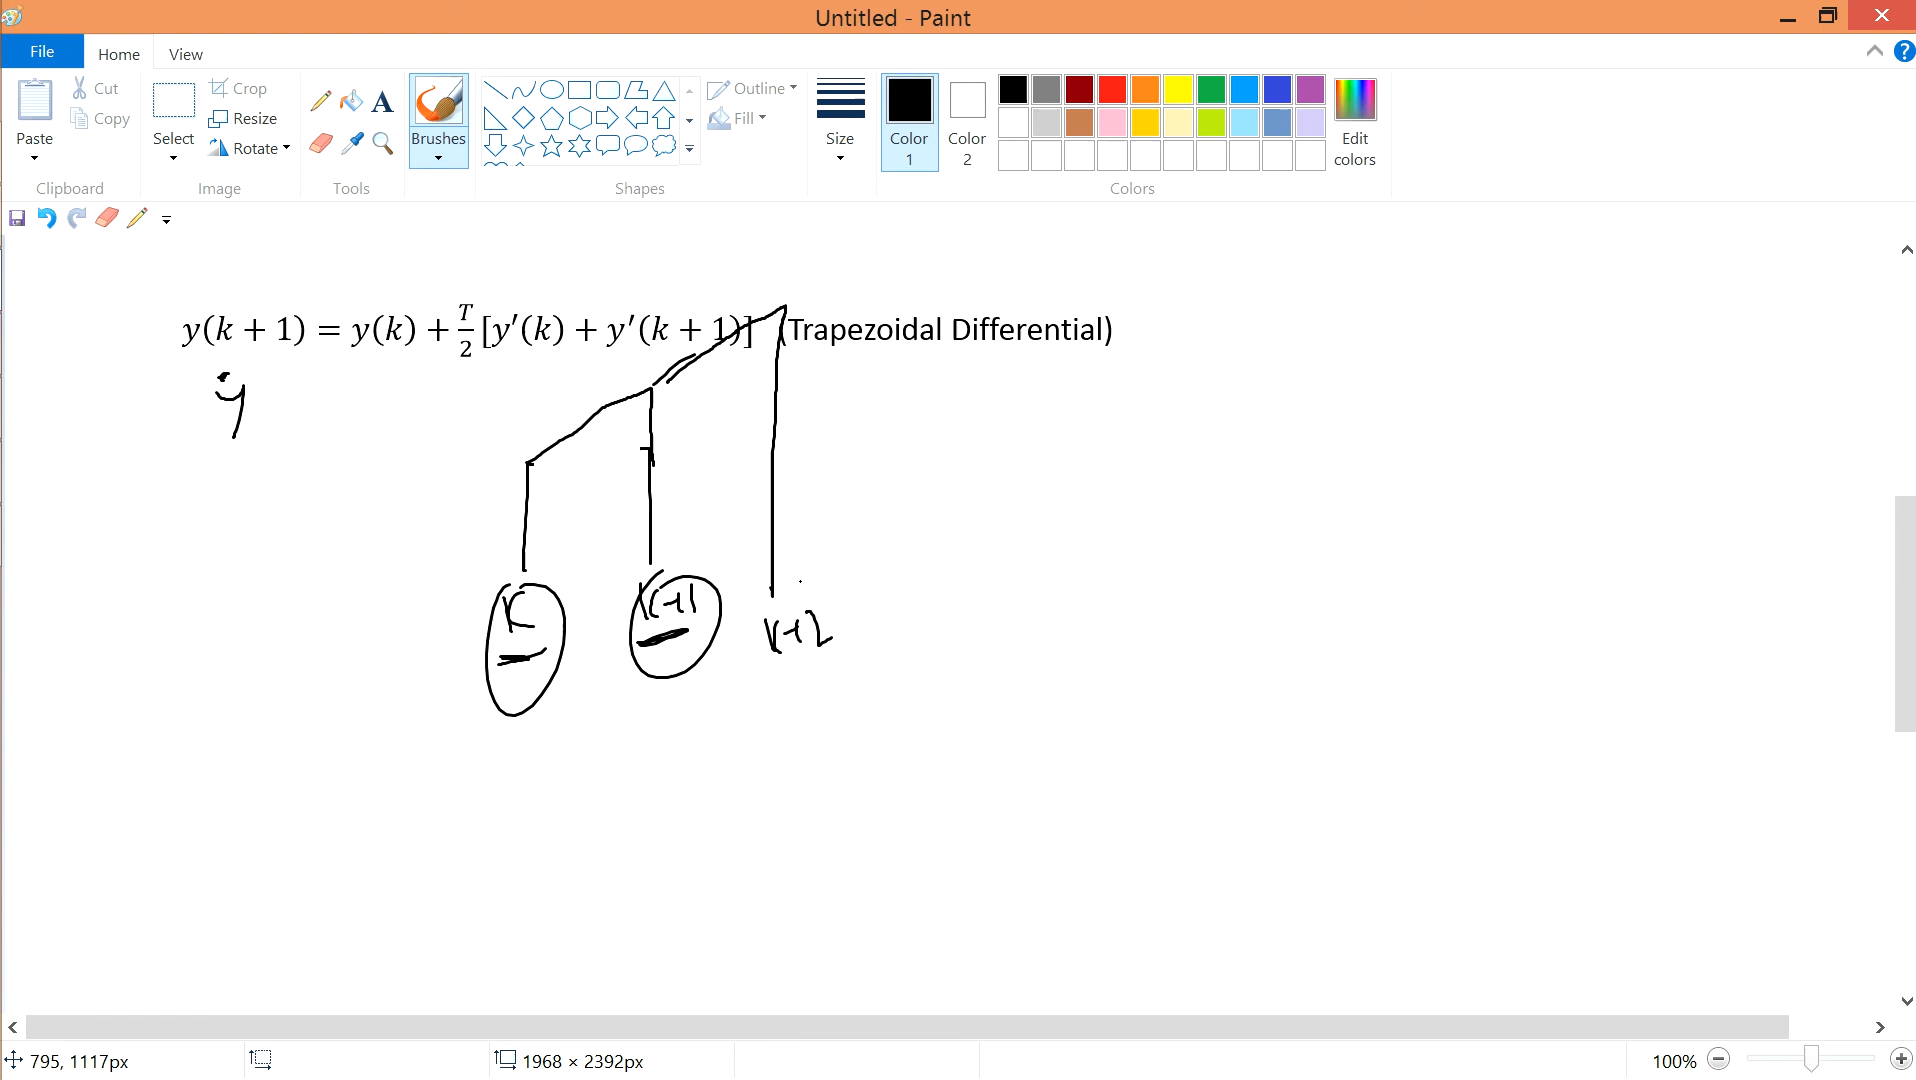 Untitled - Paint
File Home View
Paste Cut Copy Clipboard
Select Crop Resize Rotate Image
Tools
Brushes
Shapes Outline Fill
Size
Color 1 Color 2
Edit colors
Colors
y(k + 1) = y(k) + T/2 [y′(k) + y′(k + 1)] (Trapezoidal Differential)
ẏ
K K+1 K+2
795, 1117px 1968 × 2392px 100%